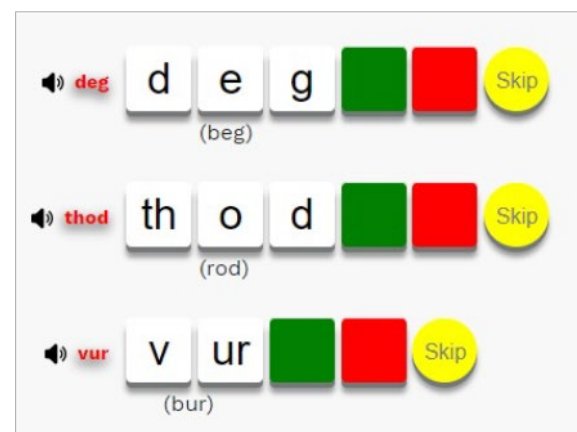 deg d e g Skip
(beg)
thod th o d Skip
(rod)
vur v ur Skip
(bur)